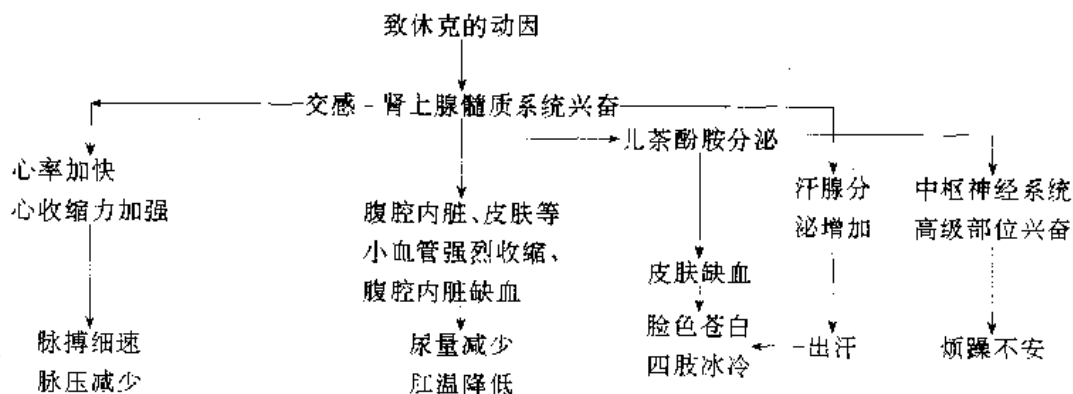 致休克的动因
交感-肾上腺髓质系统兴奋
儿茶酚胺分泌
心率加快
心收缩力加强
腹腔内脏、皮肤等
小血管强烈收缩、
腹腔内脏缺血
皮肤缺血
汗腺分
泌增加
中枢神经系统
高级部位兴奋
脉搏细速
脉压减少
尿量减少
肛温降低
脸色苍白
四肢冰冷
出汗
烦躁不安